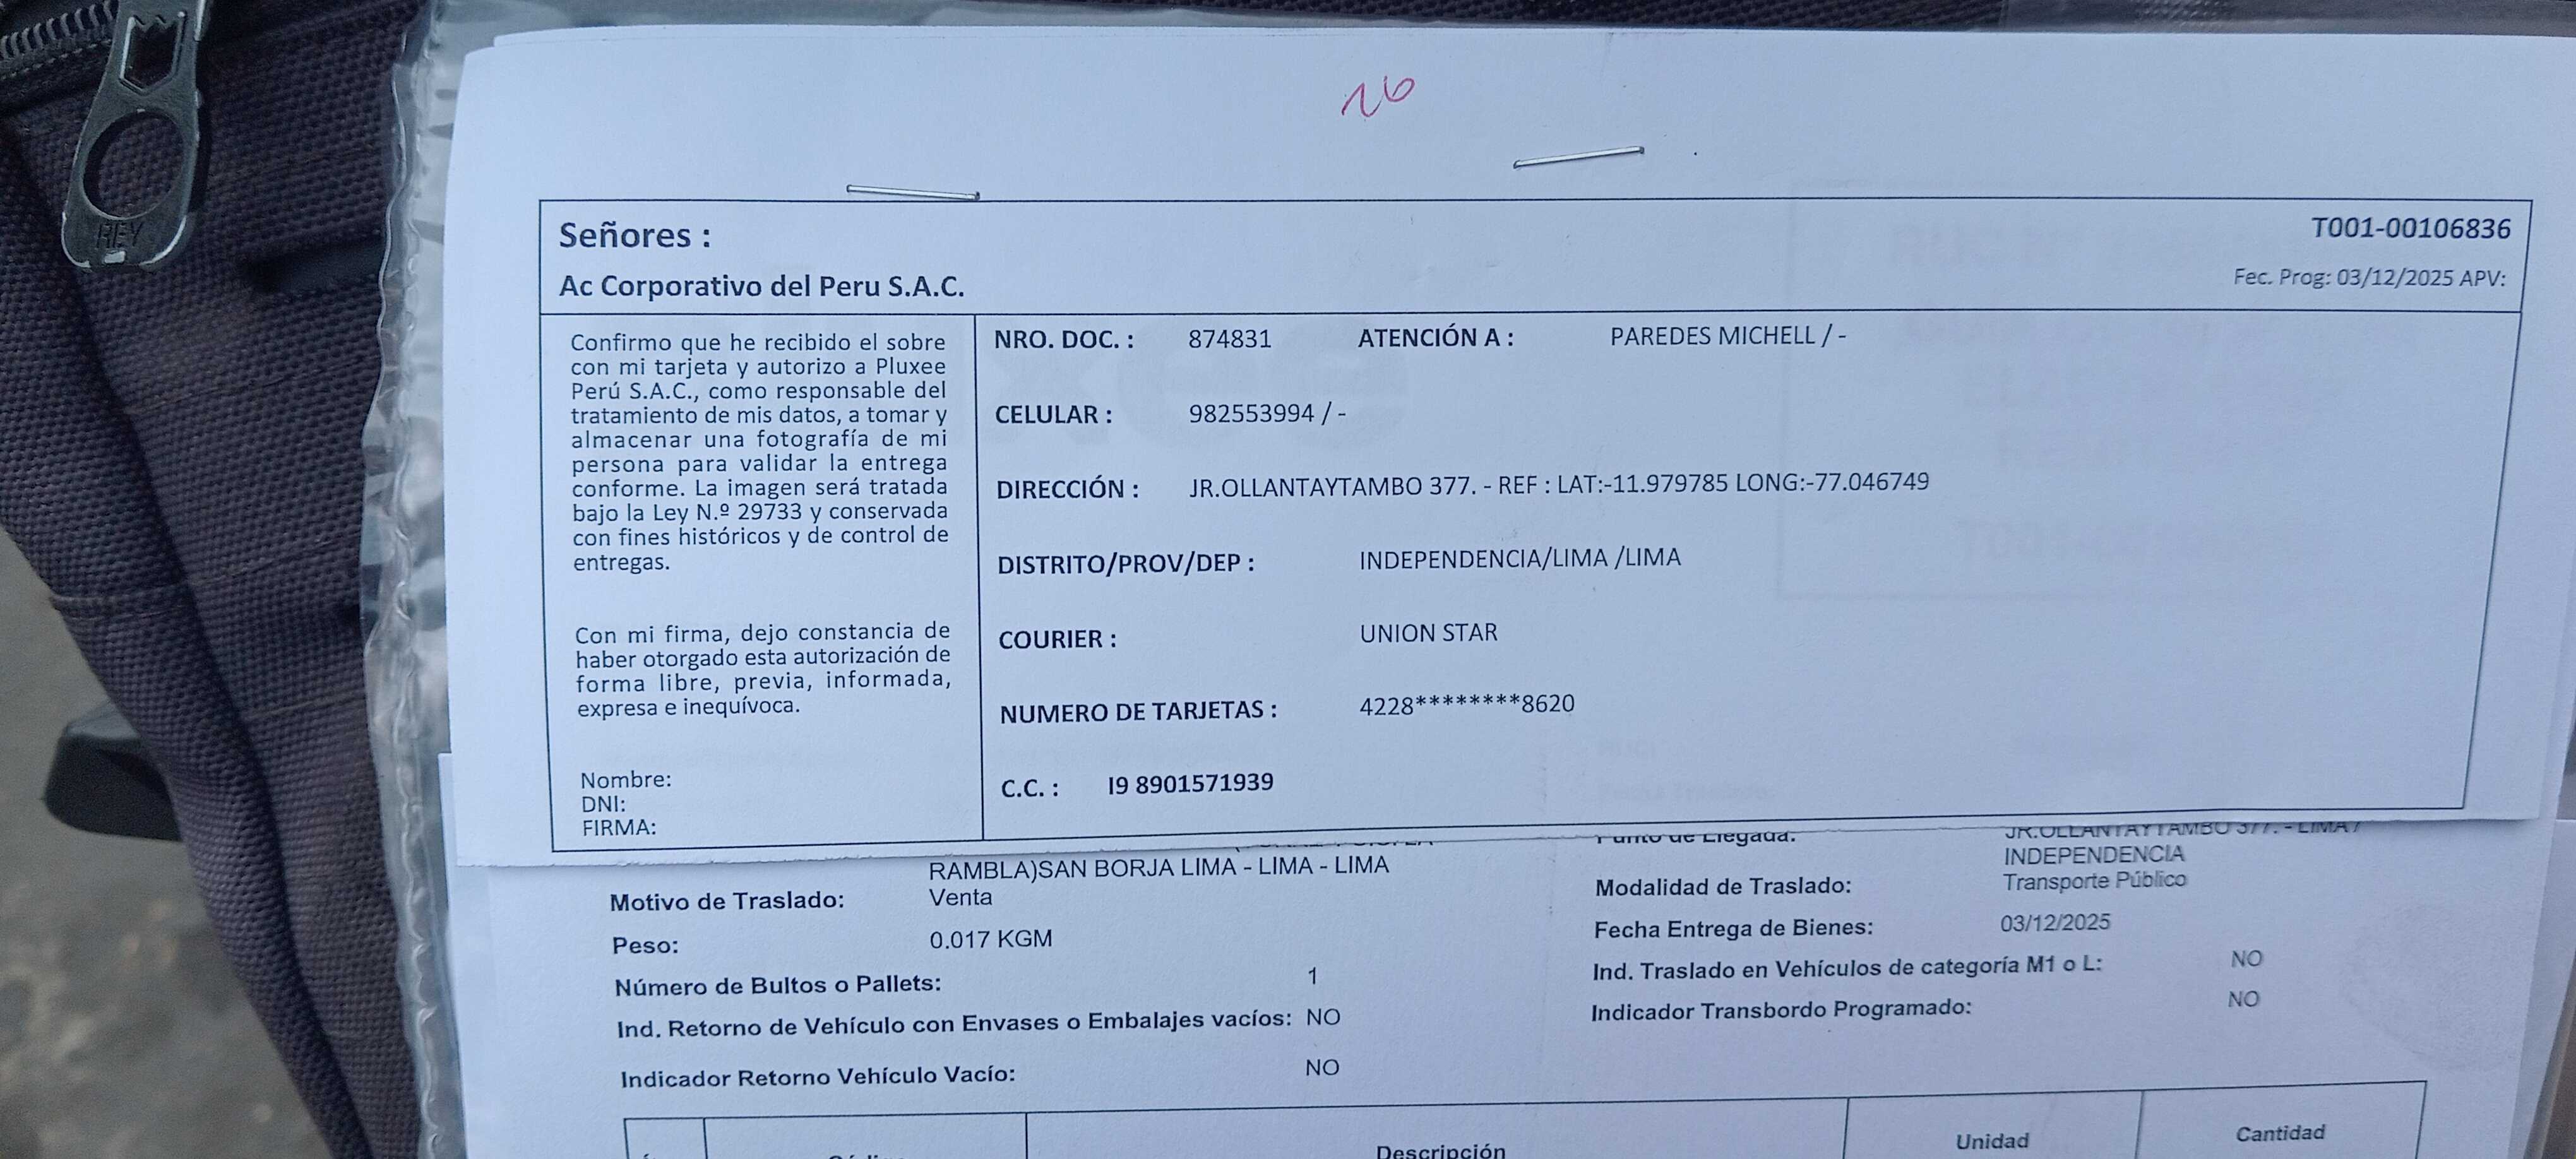 REY
26
Señores :
Ac Corporativo del Peru S.A.C.
T001-00106836
Fec. Prog: 03/12/2025 APV:
Confirmo que he recibido el sobre
con mi tarjeta y autorizo a Pluxee
Perú S.A.C., como responsable del
tratamiento de mis datos, a tomar y
almacenar una fotografía de mi
persona para validar la entrega
conforme. La imagen será tratada
bajo la Ley N.º 29733 y conservada
con fines históricos y de control de
entregas.
Con mi firma, dejo constancia de
haber otorgado esta autorización de
forma libre, previa, informada,
expresa e inequívoca.
Nombre:
DNI:
FIRMA:
NRO. DOC. : 874831 ATENCIÓN A : PAREDES MICHELL / -
CELULAR : 982553994 / -
DIRECCIÓN : JR.OLLANTAYTAMBO 377. - REF : LAT:-11.979785 LONG:-77.046749
DISTRITO/PROV/DEP : INDEPENDENCIA/LIMA /LIMA
COURIER : UNION STAR
NUMERO DE TARJETAS : 4228********8620
C.C. : I9 8901571939
RAMBLA)SAN BORJA LIMA - LIMA - LIMA
Motivo de Traslado: Venta
Peso: 0.017 KGM
Número de Bultos o Pallets: 1
Ind. Retorno de Vehículo con Envases o Embalajes vacíos: NO
Indicador Retorno Vehículo Vacío: NO
Punto de Llegada: JR.OLLANTAYTAMBO 377. - LIMA /
INDEPENDENCIA
Modalidad de Traslado: Transporte Público
Fecha Entrega de Bienes: 03/12/2025
Ind. Traslado en Vehículos de categoría M1 o L: NO
Indicador Transbordo Programado: NO
Descripción Unidad Cantidad